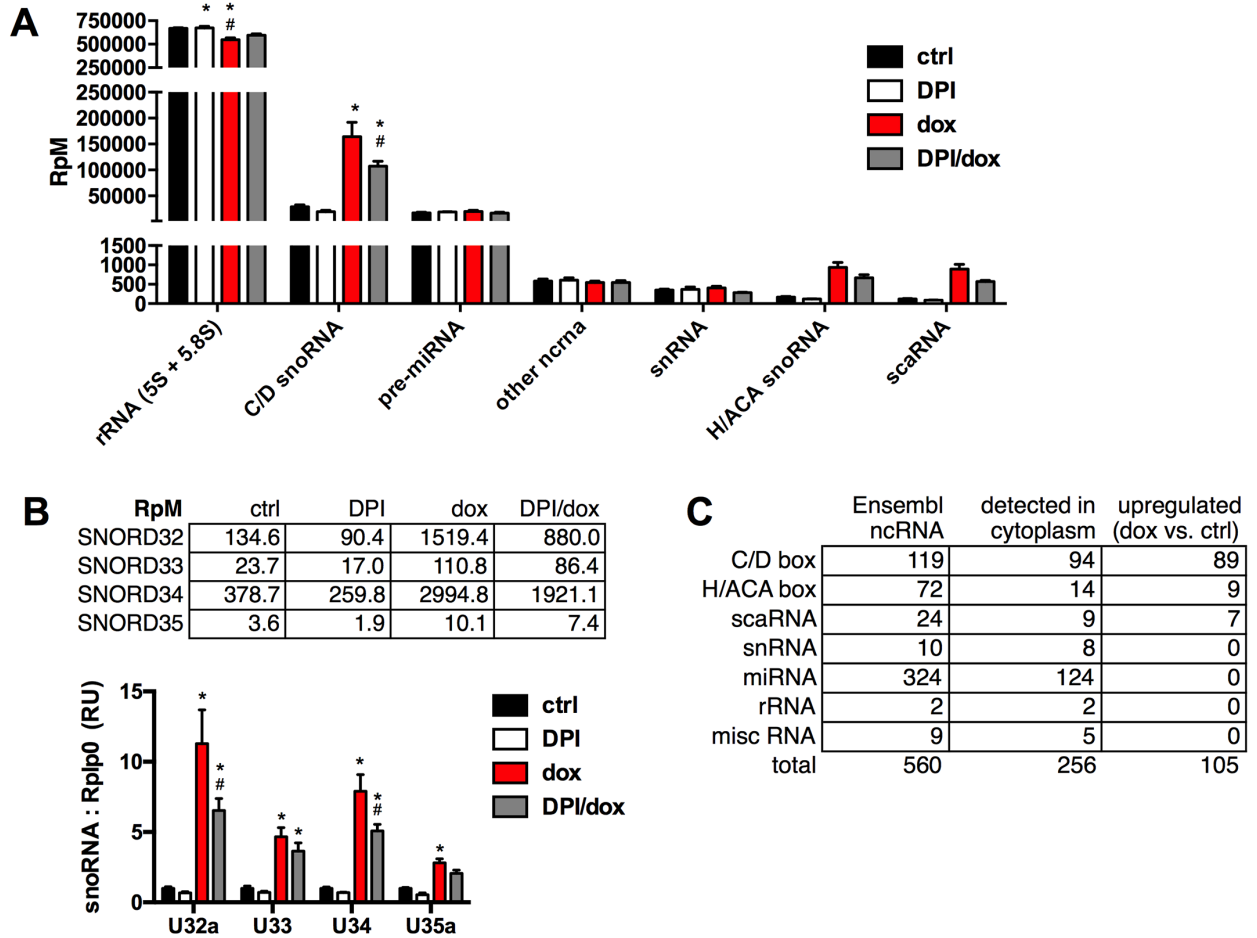 A
750000
500000
250000
250000
200000
150000
100000
50000
1500
1000
500
0
RpM
* * #
* * #
ctrl
DPI
dox
DPI/dox
rRNA (5S + 5.8S)
C/D snoRNA
pre-miRNA
other ncrna
snRNA
H/ACA snoRNA
scaRNA
B
RpM ctrl DPI dox DPI/dox
SNORD32 134.6 90.4 1519.4 880.0
SNORD33 23.7 17.0 110.8 86.4
SNORD34 378.7 259.8 2994.8 1921.1
SNORD35 3.6 1.9 10.1 7.4
snoRNA : Rplp0 (RU)
15
10
5
0
* * #
* *
* * #
*
U32a U33 U34 U35a
ctrl
DPI
dox
DPI/dox
C
Ensembl detected in upregulated
ncRNA cytoplasm (dox vs. ctrl)
C/D box 119 94 89
H/ACA box 72 14 9
scaRNA 24 9 7
snRNA 10 8 0
miRNA 324 124 0
rRNA 2 2 0
misc RNA 9 5 0
total 560 256 105